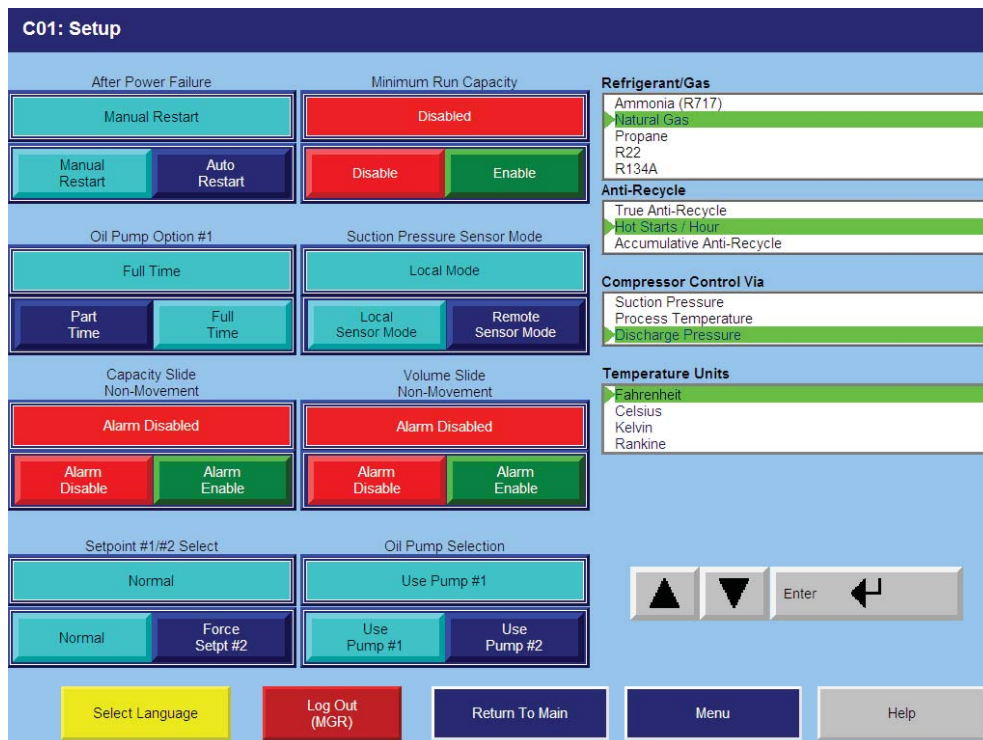 C01: Setup
After Power Failure
Manual Restart
Manual
Restart
Auto
Restart
Minimum Run Capacity
Disabled
Disable
Enable
Oil Pump Option #1
Full Time
Part
Time
Full
Time
Suction Pressure Sensor Mode
Local Mode
Local
Sensor Mode
Remote
Sensor Mode
Capacity Slide
Non-Movement
Alarm Disabled
Alarm
Disable
Alarm
Enable
Volume Slide
Non-Movement
Alarm Disabled
Alarm
Disable
Alarm
Enable
Setpoint #1/#2 Select
Normal
Normal
Force
Setpt #2
Oil Pump Selection
Use Pump #1
Use
Pump #1
Use
Pump #2
Refrigerant/Gas
Ammonia (R717)
Natural Gas
Propane
R22
R134A
Anti-Recycle
True Anti-Recycle
Hot Starts / Hour
Accumulative Anti-Recycle
Compressor Control Via
Suction Pressure
Process Temperature
Discharge Pressure
Temperature Units
Fahrenheit
Celsius
Kelvin
Rankine
Enter
Select Language
Log Out
(MGR)
Return To Main
Menu
Help